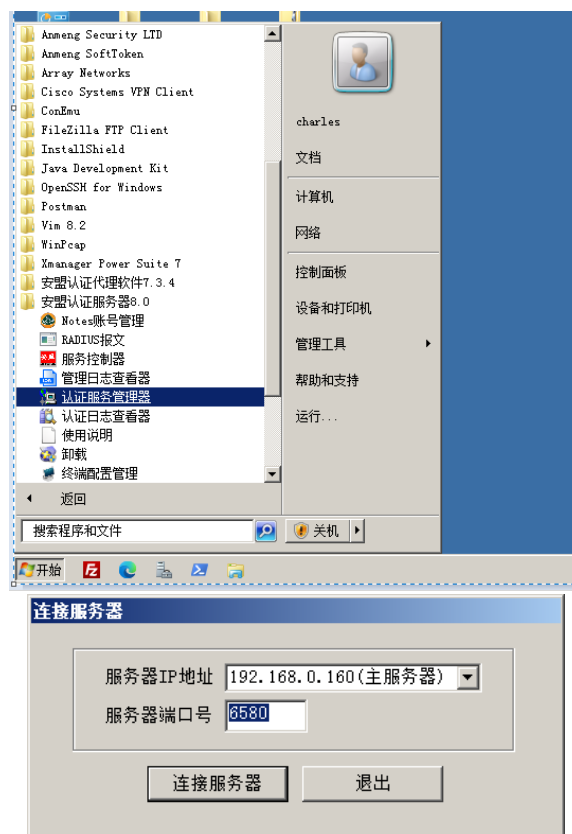 Anmeng Security LTD
Anmeng SoftToken
Array Networks
Cisco Systems VPN Client
ConEmu
FileZilla FTP Client
InstallShield
Java Development Kit
OpenSSH for Windows
Postman
Vim 8.2
WinPcap
Xmanager Power Suite 7
安盟认证代理软件7.3.4
安盟认证服务器8.0
Notes账号管理
RADIUS报文
服务控制器
管理日志查看器
认证服务管理器
认证日志查看器
使用说明
卸载
终端配置管理
返回
搜索程序和文件
charles
文档
计算机
网络
控制面板
设备和打印机
管理工具
帮助和支持
运行...
关机
开始
连接服务器
服务器IP地址 192.168.0.160(主服务器)
服务器端口号 6580
连接服务器 退出